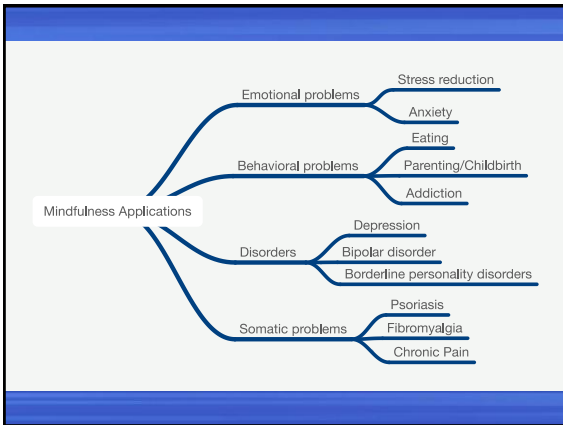 Mindfulness Applications
Emotional problems
Stress reduction
Anxiety
Behavioral problems
Eating
Parenting/Childbirth
Addiction
Disorders
Depression
Bipolar disorder
Borderline personality disorders
Somatic problems
Psoriasis
Fibromyalgia
Chronic Pain